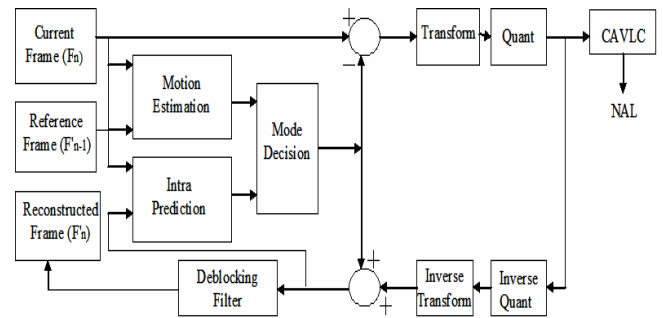 Current
Frame (Fn)
Transform
Quant
CAVLC
NAL
Motion
Estimation
Reference
Frame (F'n-1)
Mode
Decision
Intra
Prediction
Reconstructed
Frame (F'n)
Deblocking
Filter
Inverse
Transform
Inverse
Quant
+
−
+
+